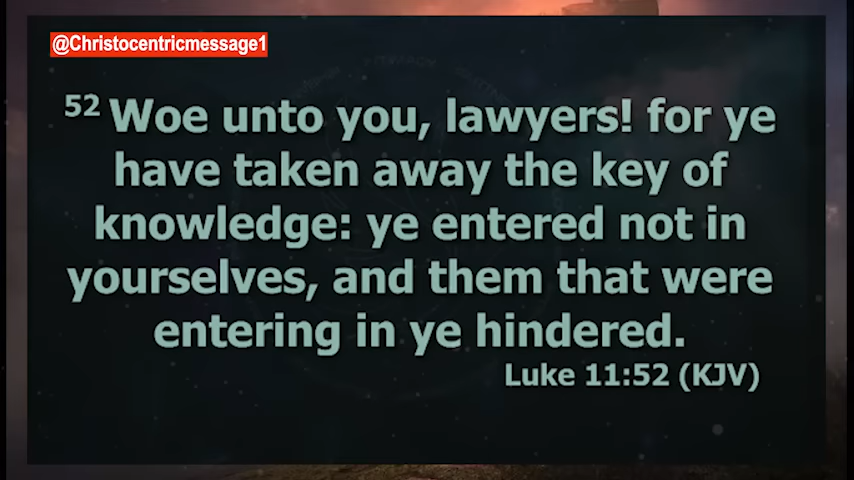 @Christocentricmessage1
52 Woe unto you, lawyers! for ye
have taken away the key of
knowledge: ye entered not in
yourselves, and them that were
entering in ye hindered.
Luke 11:52 (KJV)